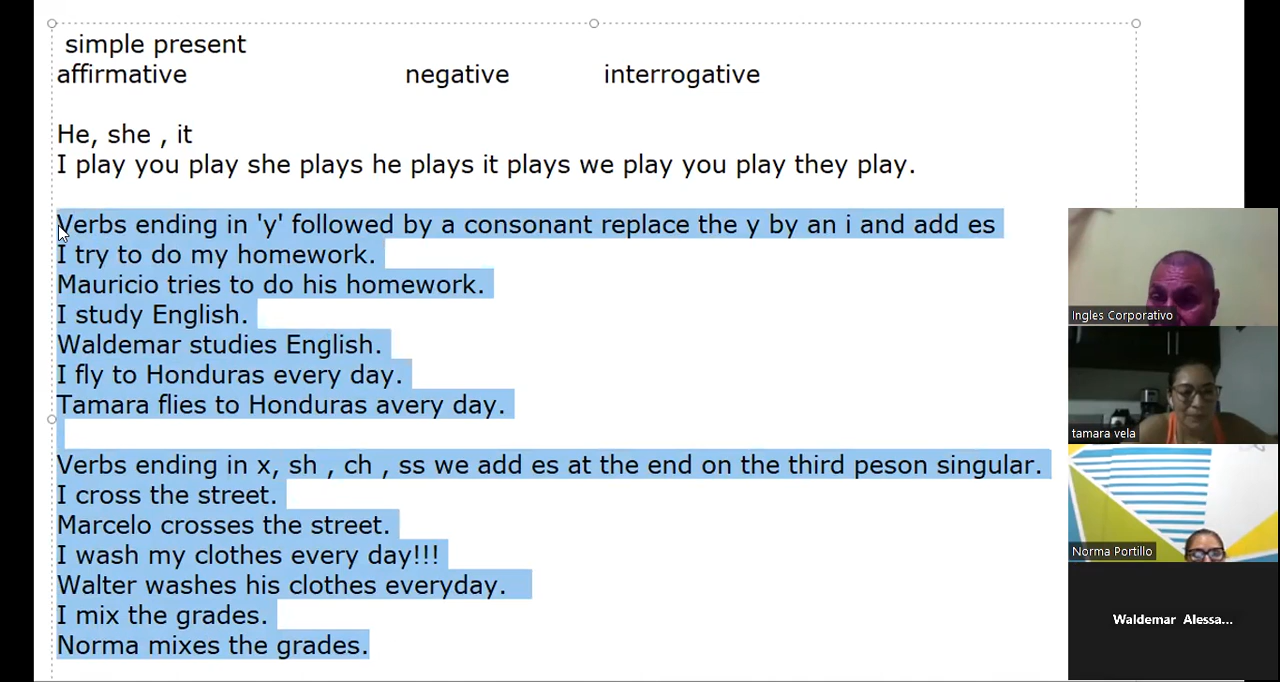 simple present
affirmative negative interrogative
He, she , it
I play you play she plays he plays it plays we play you play they play.
Verbs ending in 'y' followed by a consonant replace the y by an i and add es
I try to do my homework.
Mauricio tries to do his homework.
I study English.
Waldemar studies English.
I fly to Honduras every day.
Tamara flies to Honduras avery day.
Verbs ending in x, sh , ch , ss we add es at the end on the third peson singular.
I cross the street.
Marcelo crosses the street.
I wash my clothes every day!!!
Walter washes his clothes everyday.
I mix the grades.
Norma mixes the grades.
Ingles Corporativo
tamara vela
Norma Portillo
Waldemar Alessa...